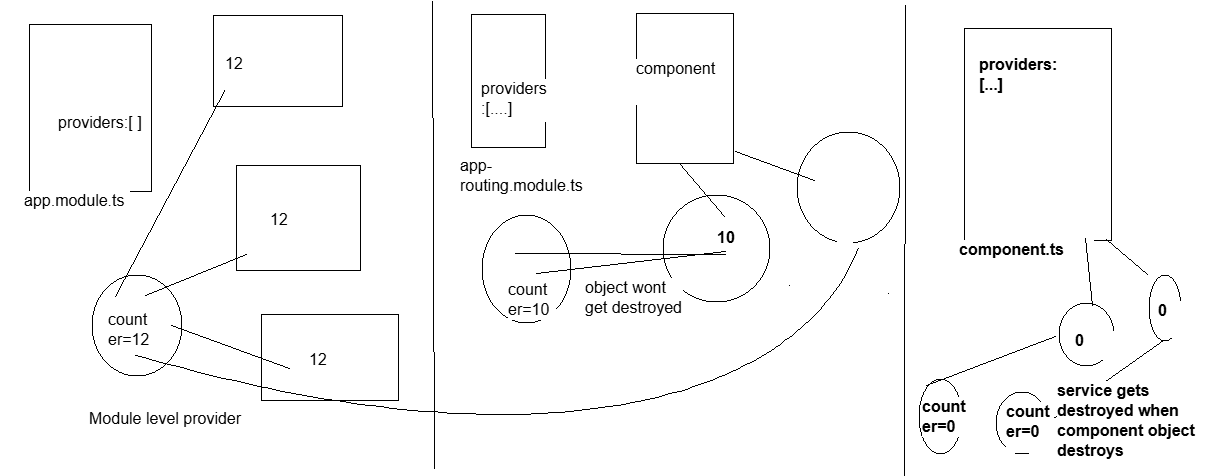 12
providers:[ ]
app.module.ts
12
count
er=12
12
Module level provider
providers
:[....]
component
app-
routing.module.ts
10
count
er=10
object wont
get destroyed
providers:
[...]
component.ts
0
0
count
er=0
count
er=0
service gets
destroyed when
component object
destroys